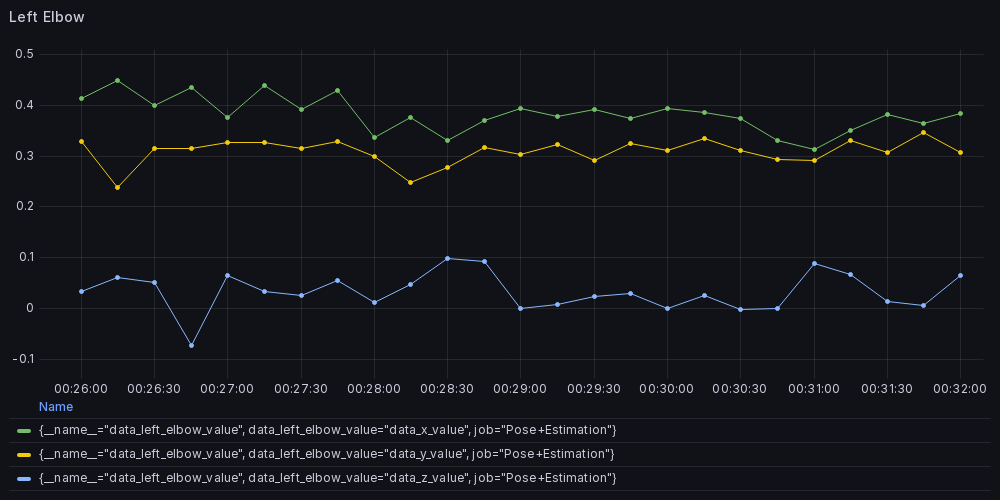 Left Elbow
0.5
0.4
0.3
0.2
0.1
0
-0.1
00:26:00 00:26:30 00:27:00 00:27:30 00:28:00 00:28:30 00:29:00 00:29:30 00:30:00 00:30:30 00:31:00 00:31:30 00:32:00
Name
{__name__="data_left_elbow_value", data_left_elbow_value="data_x_value", job="Pose+Estimation"}
{__name__="data_left_elbow_value", data_left_elbow_value="data_y_value", job="Pose+Estimation"}
{__name__="data_left_elbow_value", data_left_elbow_value="data_z_value", job="Pose+Estimation"}